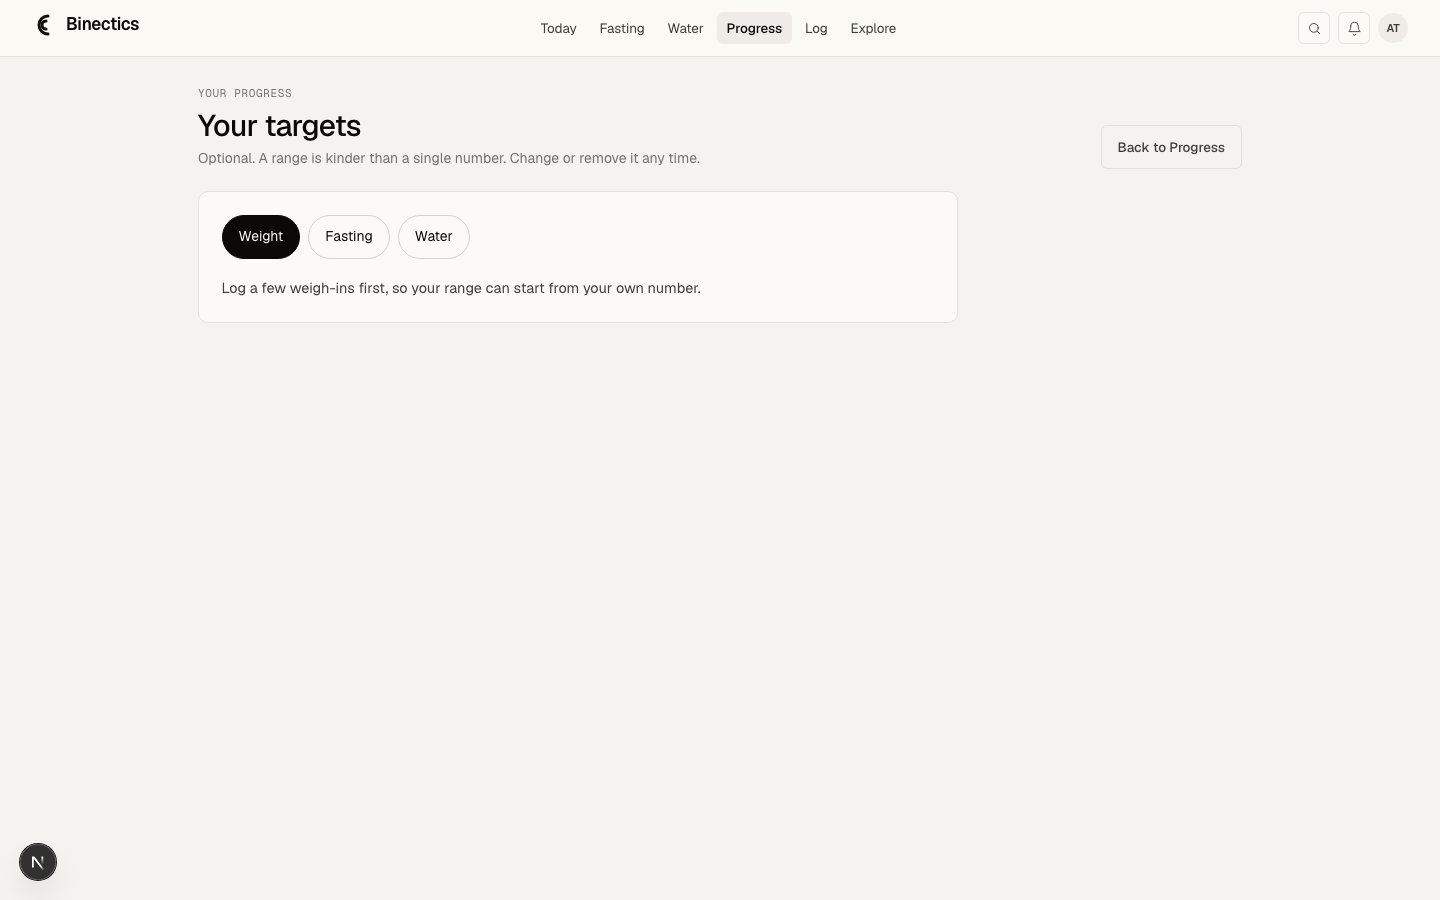 Binectics
Today Fasting Water Progress Log Explore
AT
YOUR PROGRESS
Your targets
Optional. A range is kinder than a single number. Change or remove it any time.
Back to Progress
Weight Fasting Water
Log a few weigh-ins first, so your range can start from your own number.
N